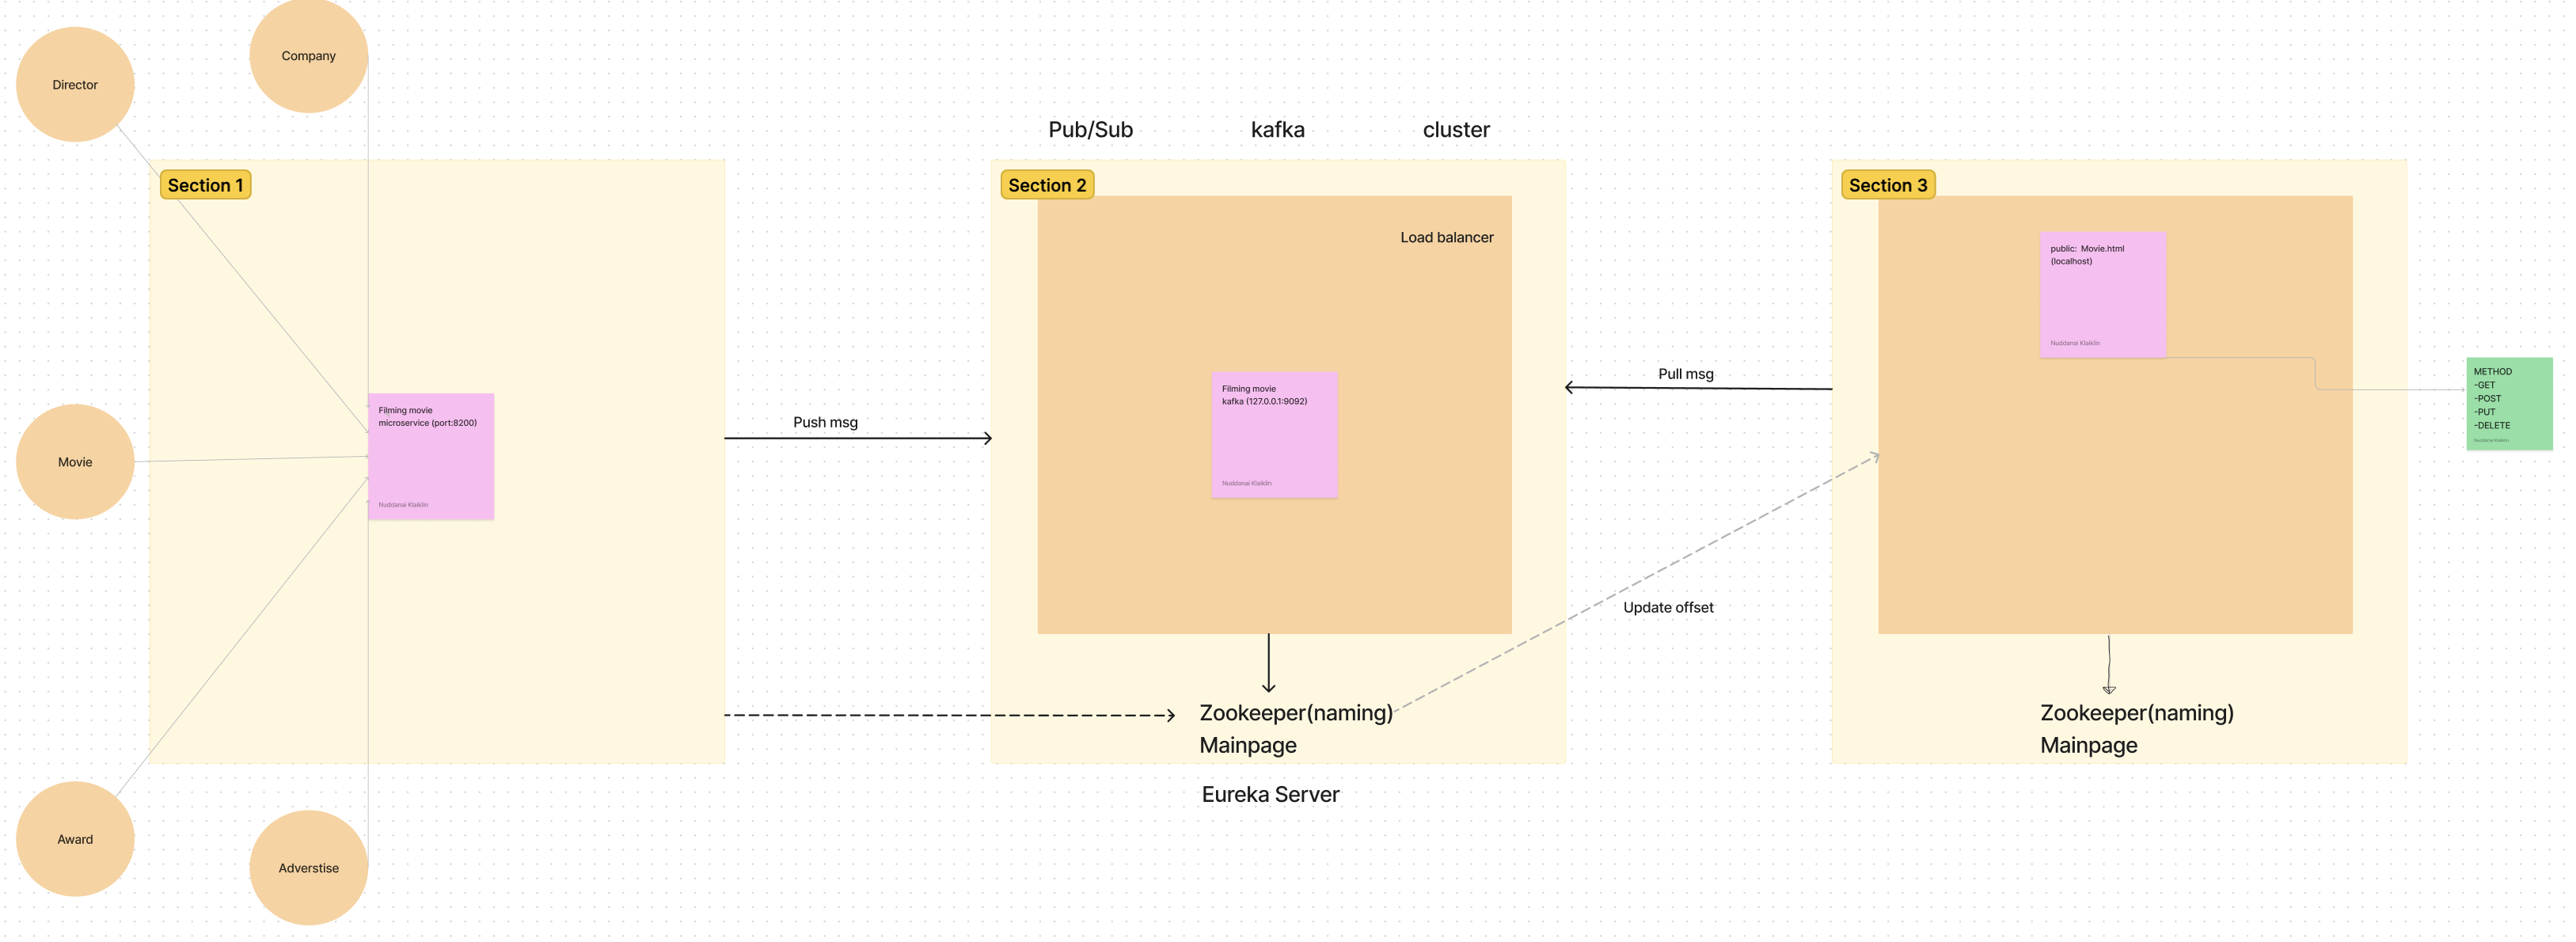 Company
Director
Movie
Award
Adverstise
Section 1
Filming movie
microservice (port:8200)
Nuddanai Klaiklin
Push msg
Pub/Sub kafka cluster
Section 2
Load balancer
Filming movie
kafka (127.0.0.1:9092)
Nuddanai Klaiklin
Zookeeper(naming)
Mainpage
Eureka Server
Pull msg
Update offset
Section 3
public: Movie.html
(localhost)
Nuddanai Klaiklin
Zookeeper(naming)
Mainpage
METHOD
-GET
-POST
-PUT
-DELETE
Nuddanai Klaiklin